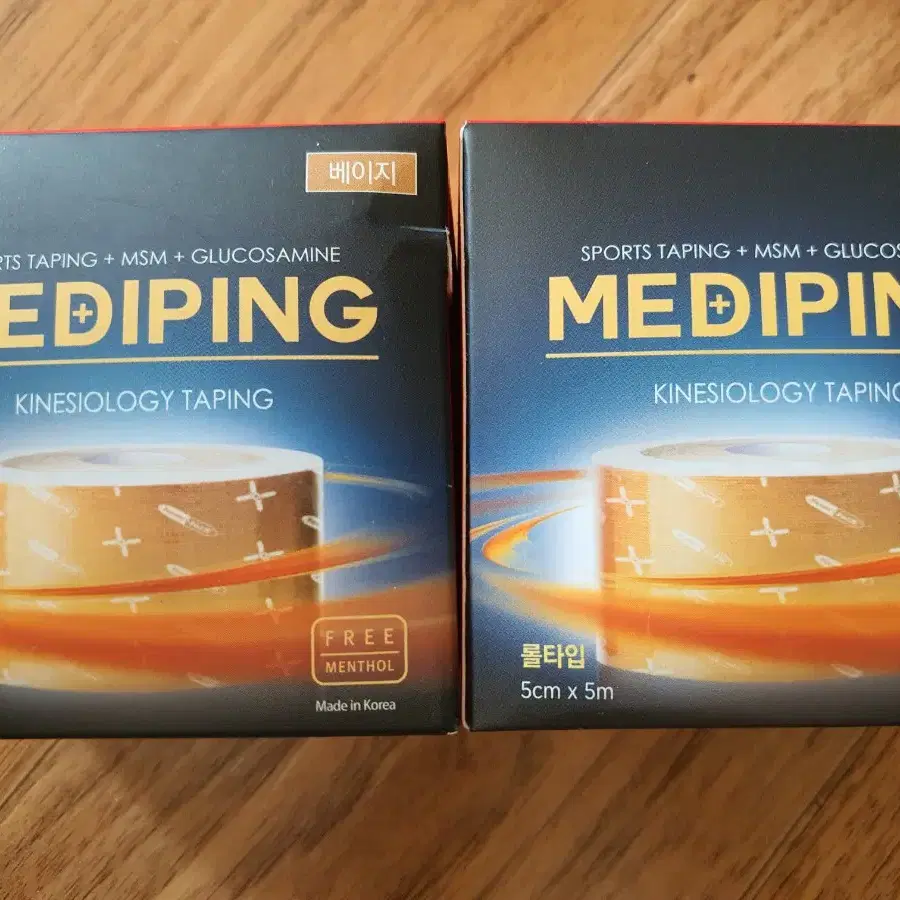 베이지
RTS TAPING + MSM + GLUCOSAMINE
EDIPING
KINESIOLOGY TAPING
FREE
MENTHOL
Made in Korea
SPORTS TAPING + MSM + GLUCOS
MEDIPIN
KINESIOLOGY TAPING
롤타입
5cm x 5m